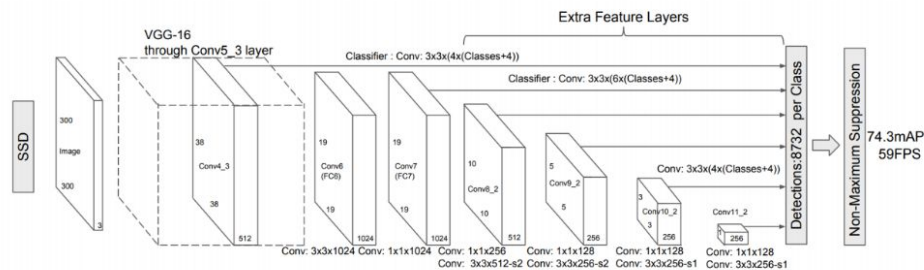 Extra Feature Layers
VGG-16
through Conv5_3 layer
Classifier : Conv: 3x3x(4x(Classes+4))
Classifier : Conv: 3x3x(6x(Classes+4))
SSD
300
Image
300
3
38
Conv4_3
38
512
19
Conv6
(FC6)
19
1024
19
Conv7
(FC7)
19
1024
10
Conv8_2
10
512
5
Conv9_2
5
256
Conv: 3x3x(4x(Classes+4))
3
Conv10_2
3
256
Conv11_2
1
256
Detections:8732 per Class
Non-Maximum Suppression
74.3mAP
59FPS
Conv: 3x3x1024
Conv: 1x1x1024
Conv: 1x1x256
Conv: 3x3x512-s2
Conv: 1x1x128
Conv: 3x3x256-s2
Conv: 1x1x128
Conv: 3x3x256-s1
Conv: 1x1x128
Conv: 3x3x256-s1